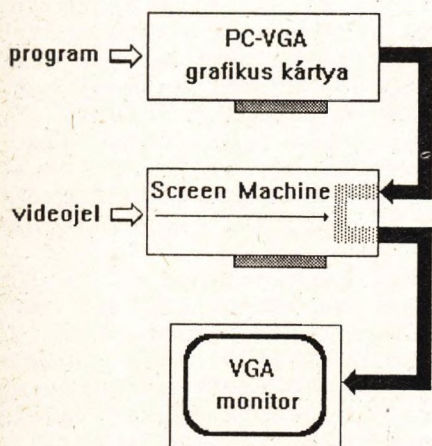 program
PC-VGA
grafikus kártya
Screen Machine
videojel
VGA
monitor